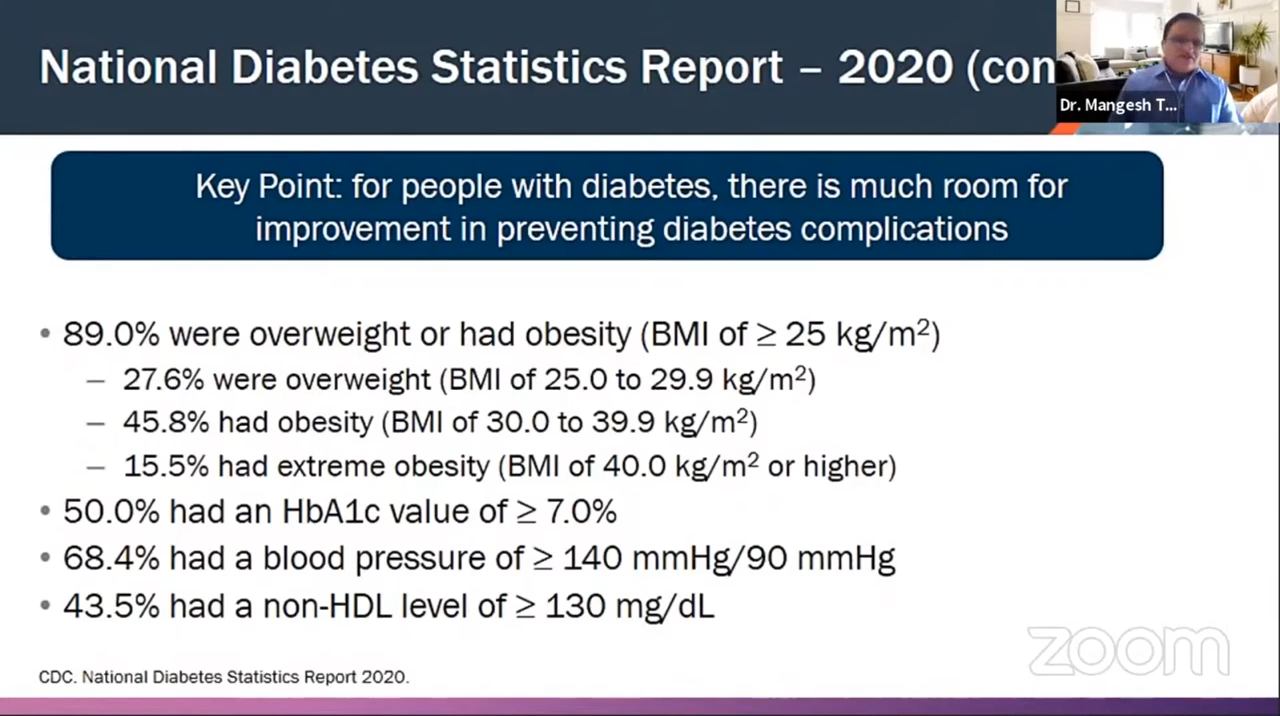 National Diabetes Statistics Report – 2020 (con
Dr. Mangesh T...
Key Point: for people with diabetes, there is much room for
improvement in preventing diabetes complications
• 89.0% were overweight or had obesity (BMI of ≥ 25 kg/m²)
– 27.6% were overweight (BMI of 25.0 to 29.9 kg/m²)
– 45.8% had obesity (BMI of 30.0 to 39.9 kg/m²)
– 15.5% had extreme obesity (BMI of 40.0 kg/m² or higher)
• 50.0% had an HbA1c value of ≥ 7.0%
• 68.4% had a blood pressure of ≥ 140 mmHg/90 mmHg
• 43.5% had a non-HDL level of ≥ 130 mg/dL
zoom
CDC. National Diabetes Statistics Report 2020.